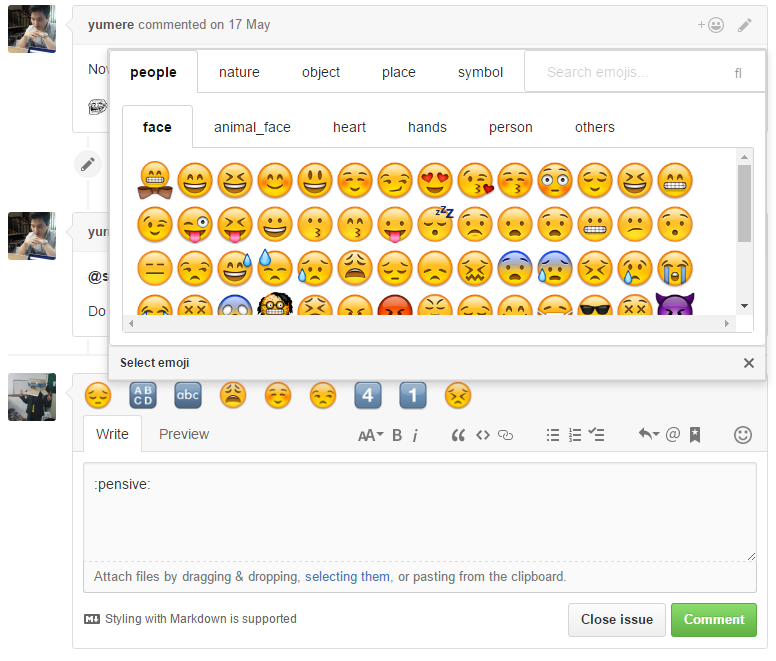 yumere commented on 17 May
Now
people nature object place symbol Search emojis... fl
face animal_face heart hands person others
yum
@s
Do
Select emoji
ABCD abc 4 1
Write Preview AA B i @
:pensive:
Attach files by dragging & dropping, selecting them, or pasting from the clipboard.
Styling with Markdown is supported Close issue Comment